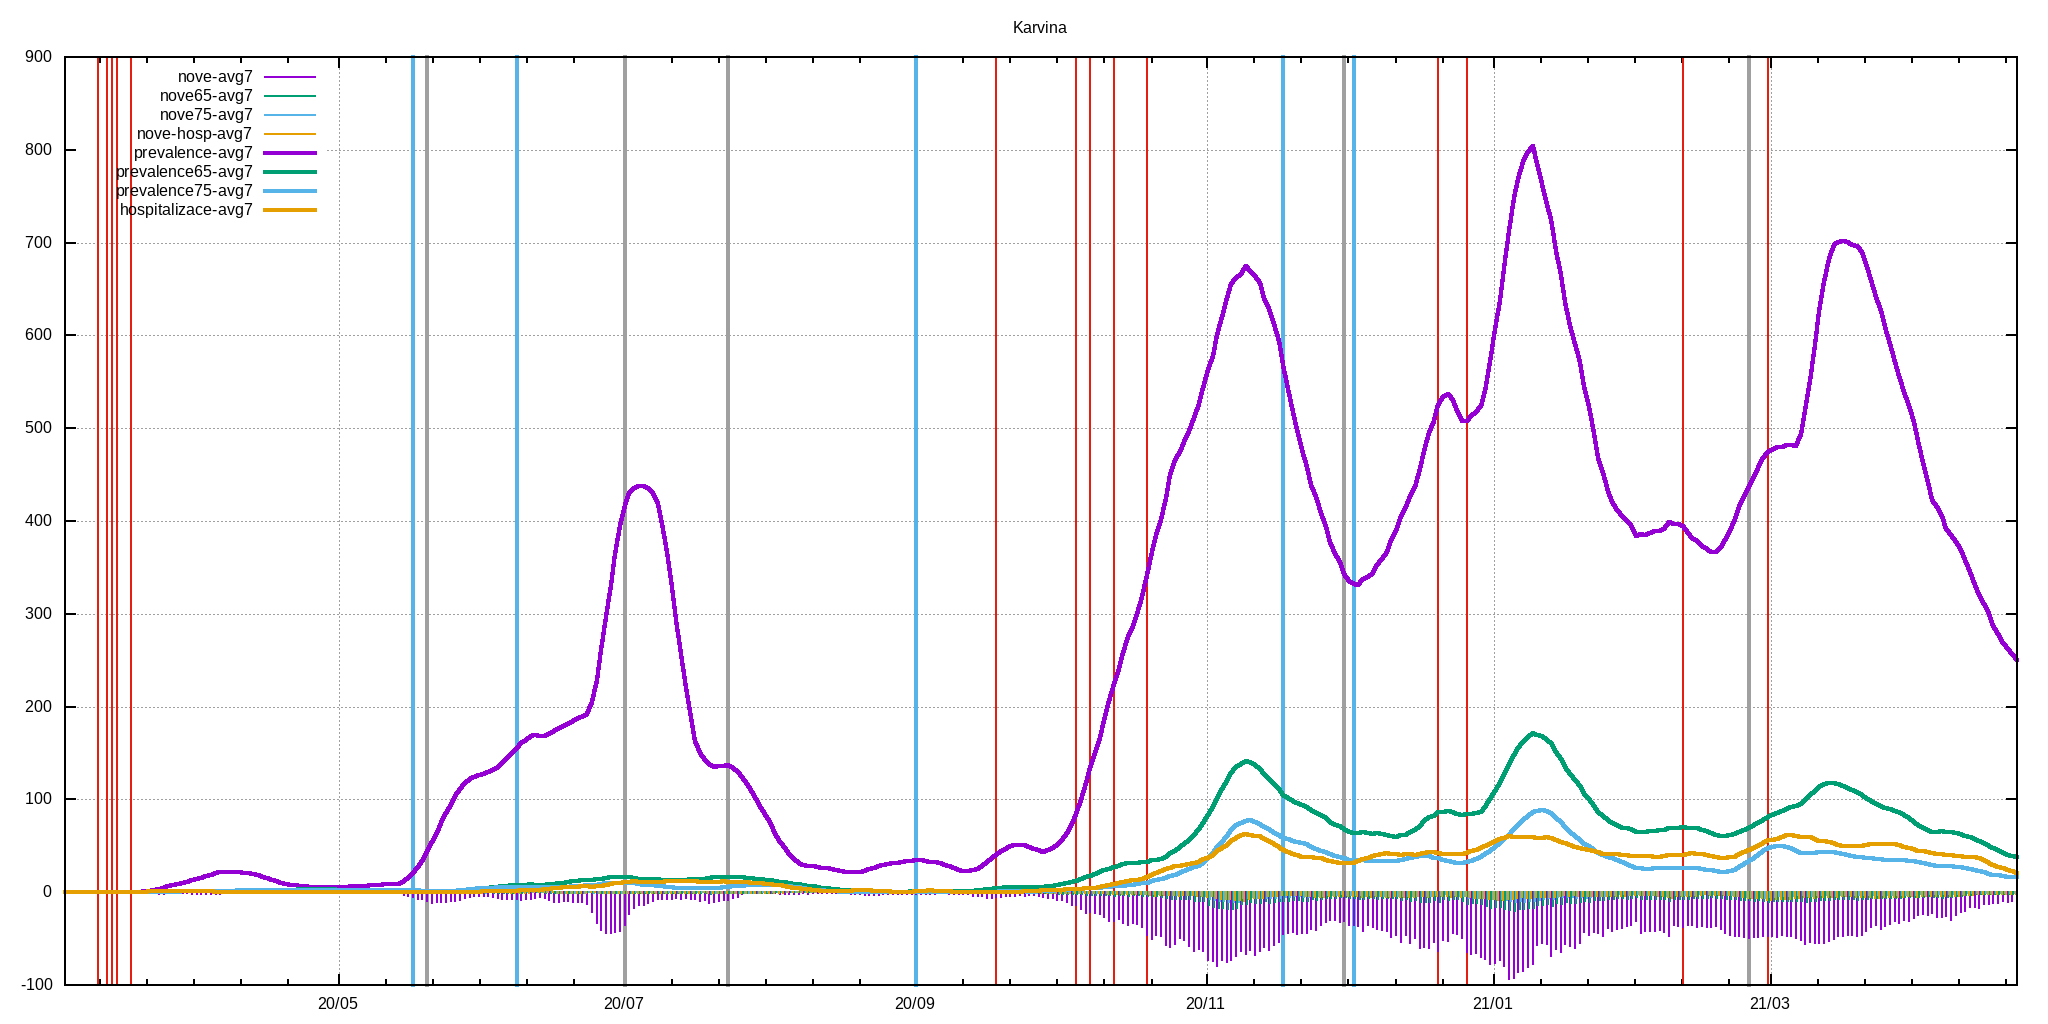 Karvina
900
800
700
600
500
400
300
200
100
0
-100
nove-avg7
nove65-avg7
nove75-avg7
nove-hosp-avg7
prevalence-avg7
prevalence65-avg7
prevalence75-avg7
hospitalizace-avg7
20/05
20/07
20/09
20/11
21/01
21/03